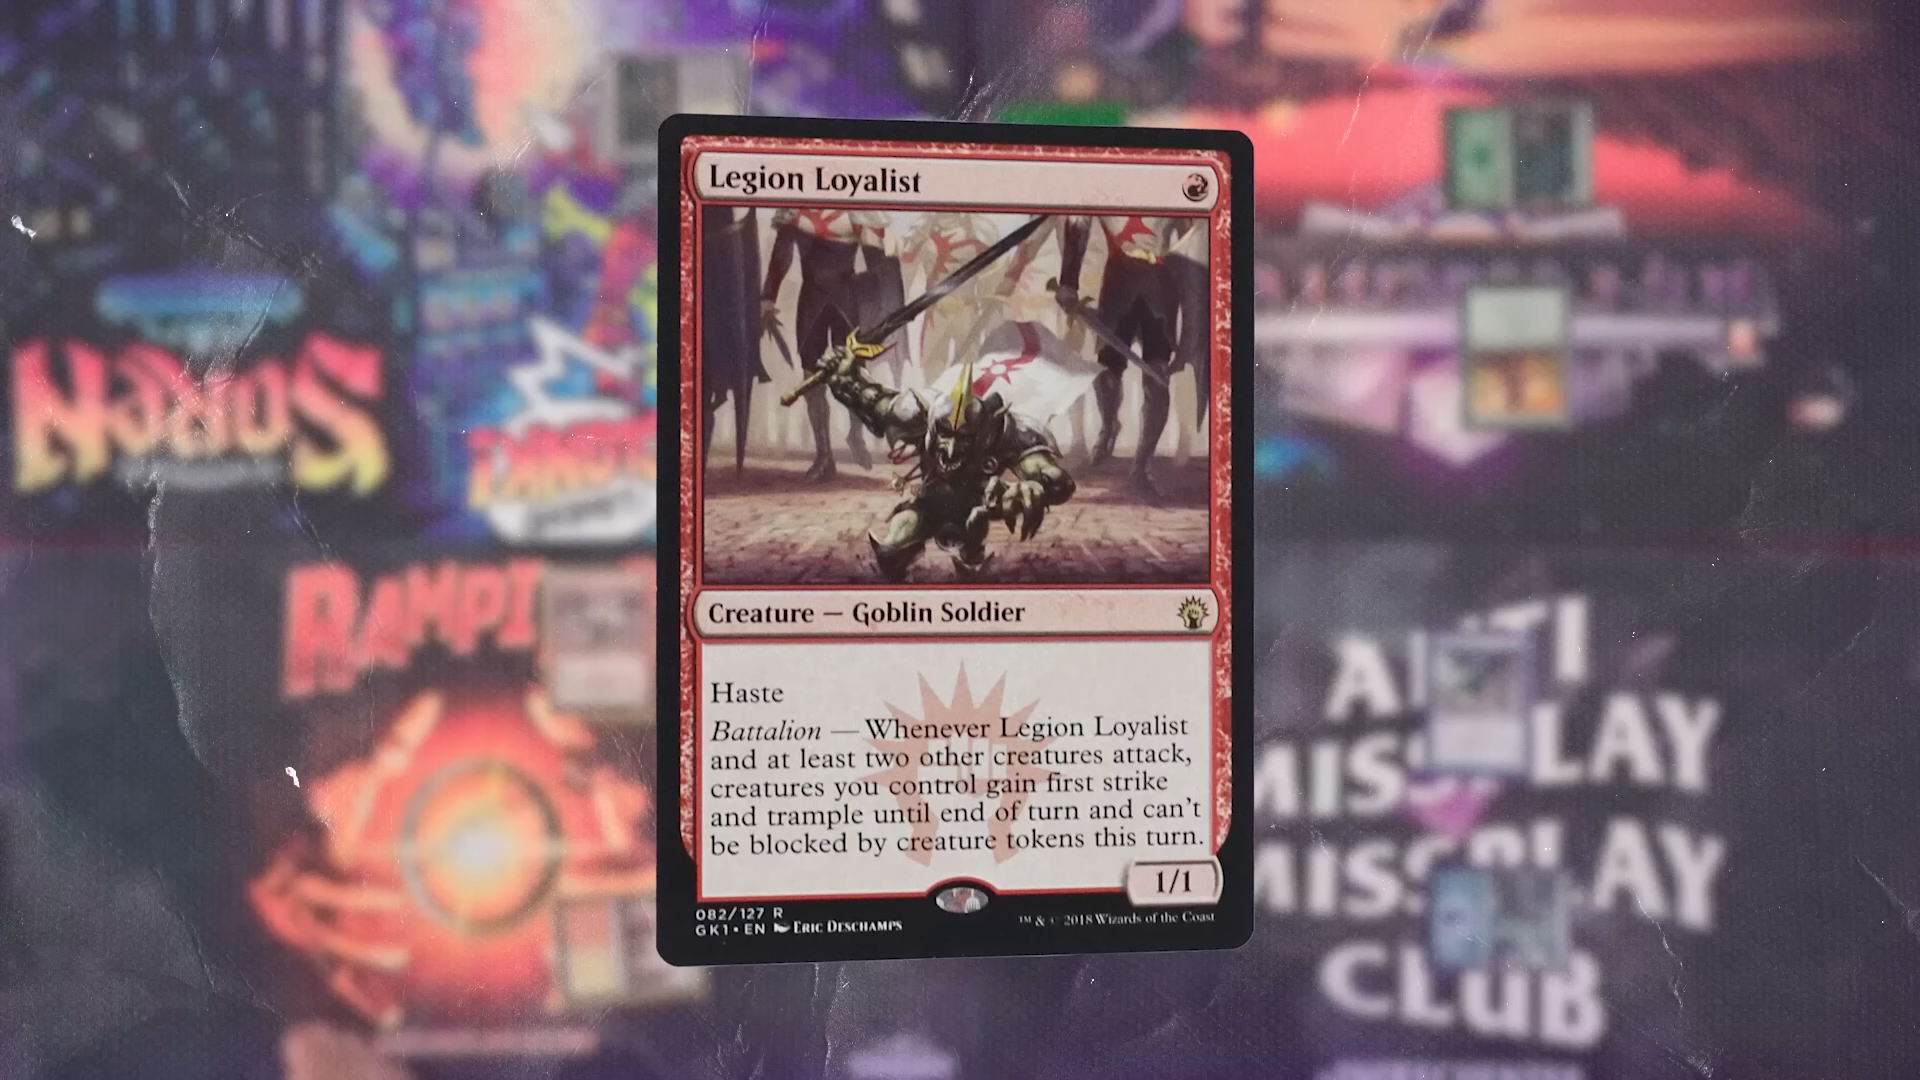 Legion Loyalist
Creature — Goblin Soldier
Haste
Battalion — Whenever Legion Loyalist
and at least two other creatures attack,
creatures you control gain first strike
and trample until end of turn and can't
be blocked by creature tokens this turn.
1/1
082/127 R
GK1 • EN Eric Deschamps
™ & © 2018 Wizards of the Coast
RAMPI
MISSPLAY
CLUB